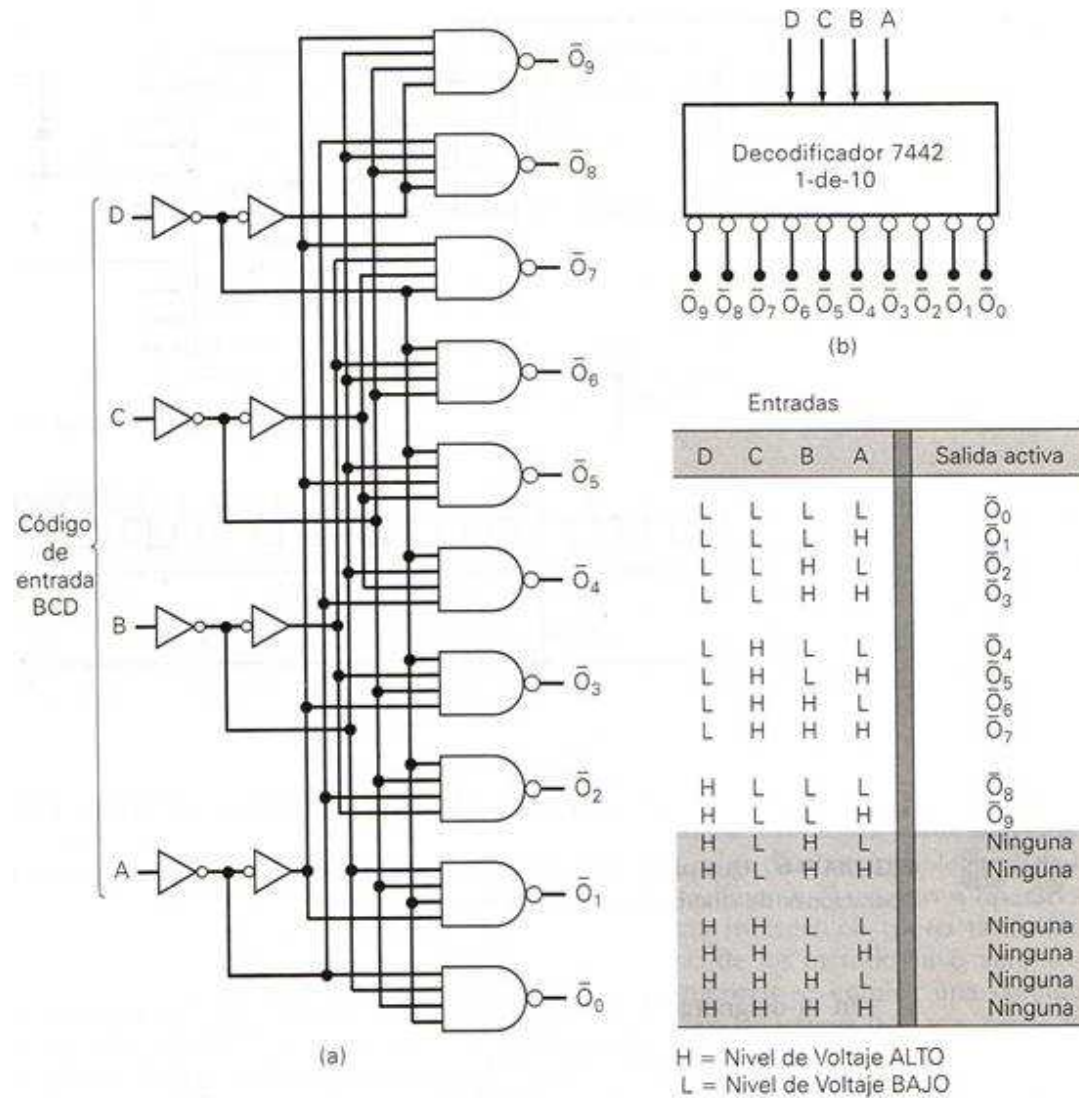 Código
de
entrada
BCD
D
C
B
A
Ō₉
Ō₈
Ō₇
Ō₆
Ō₅
Ō₄
Ō₃
Ō₂
Ō₁
Ō₀
(a)
D C B A
Decodificador 7442
1-de-10
Ō₉ Ō₈ Ō₇ Ō₆ Ō₅ Ō₄ Ō₃ Ō₂ Ō₁ Ō₀
(b)
Entradas
D C B A Salida activa
L L L L Ō₀
L L L H Ō₁
L L H L Ō₂
L L H H Ō₃
L H L L Ō₄
L H L H Ō₅
L H H L Ō₆
L H H H Ō₇
H L L L Ō₈
H L L H Ō₉
H L H L Ninguna
H L H H Ninguna
H H L L Ninguna
H H L H Ninguna
H H H L Ninguna
H H H H Ninguna
H = Nivel de Voltaje ALTO
L = Nivel de Voltaje BAJO